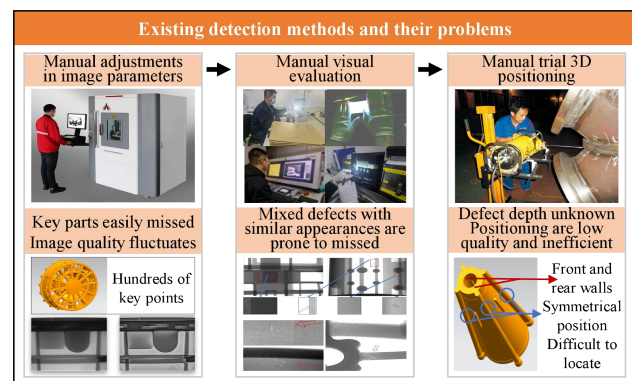 Existing detection methods and their problems
Manual adjustments
in image parameters
Manual visual
evaluation
Manual trial 3D
positioning
Key parts easily missed
Image quality fluctuates
Mixed defects with
similar appearances are
prone to missed
Defect depth unknown
Positioning are low
quality and inefficient
Hundreds of
key points
Front and
rear walls
Symmetrical
position
Difficult to
locate